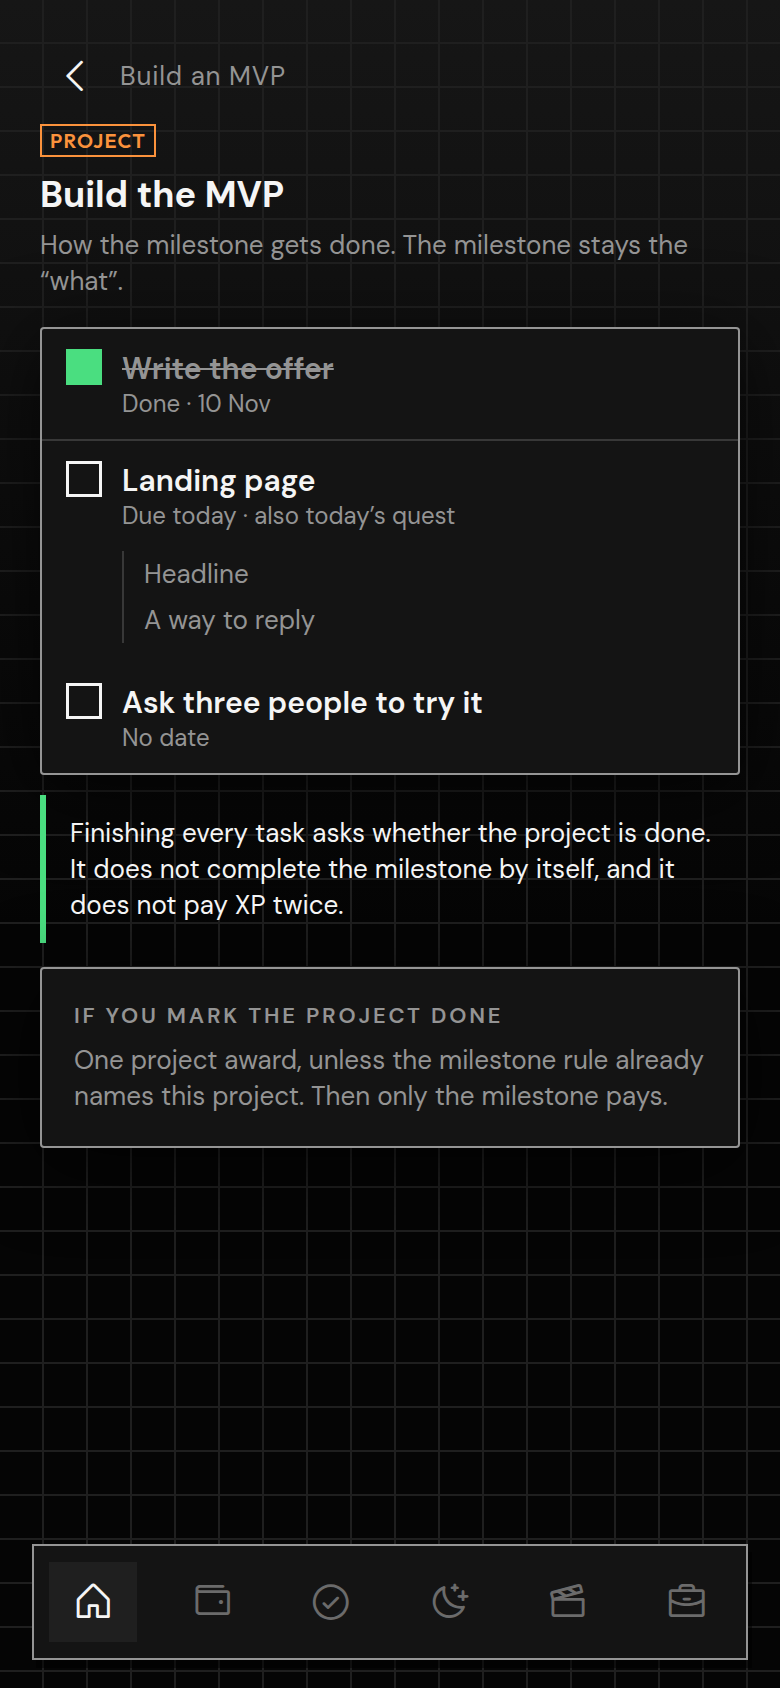 Build an MVP
PROJECT
Build the MVP
How the milestone gets done. The milestone stays the
“what”.
Write the offer
Done · 10 Nov
Landing page
Due today · also today’s quest
Headline
A way to reply
Ask three people to try it
No date
Finishing every task asks whether the project is done.
It does not complete the milestone by itself, and it
does not pay XP twice.
IF YOU MARK THE PROJECT DONE
One project award, unless the milestone rule already
names this project. Then only the milestone pays.